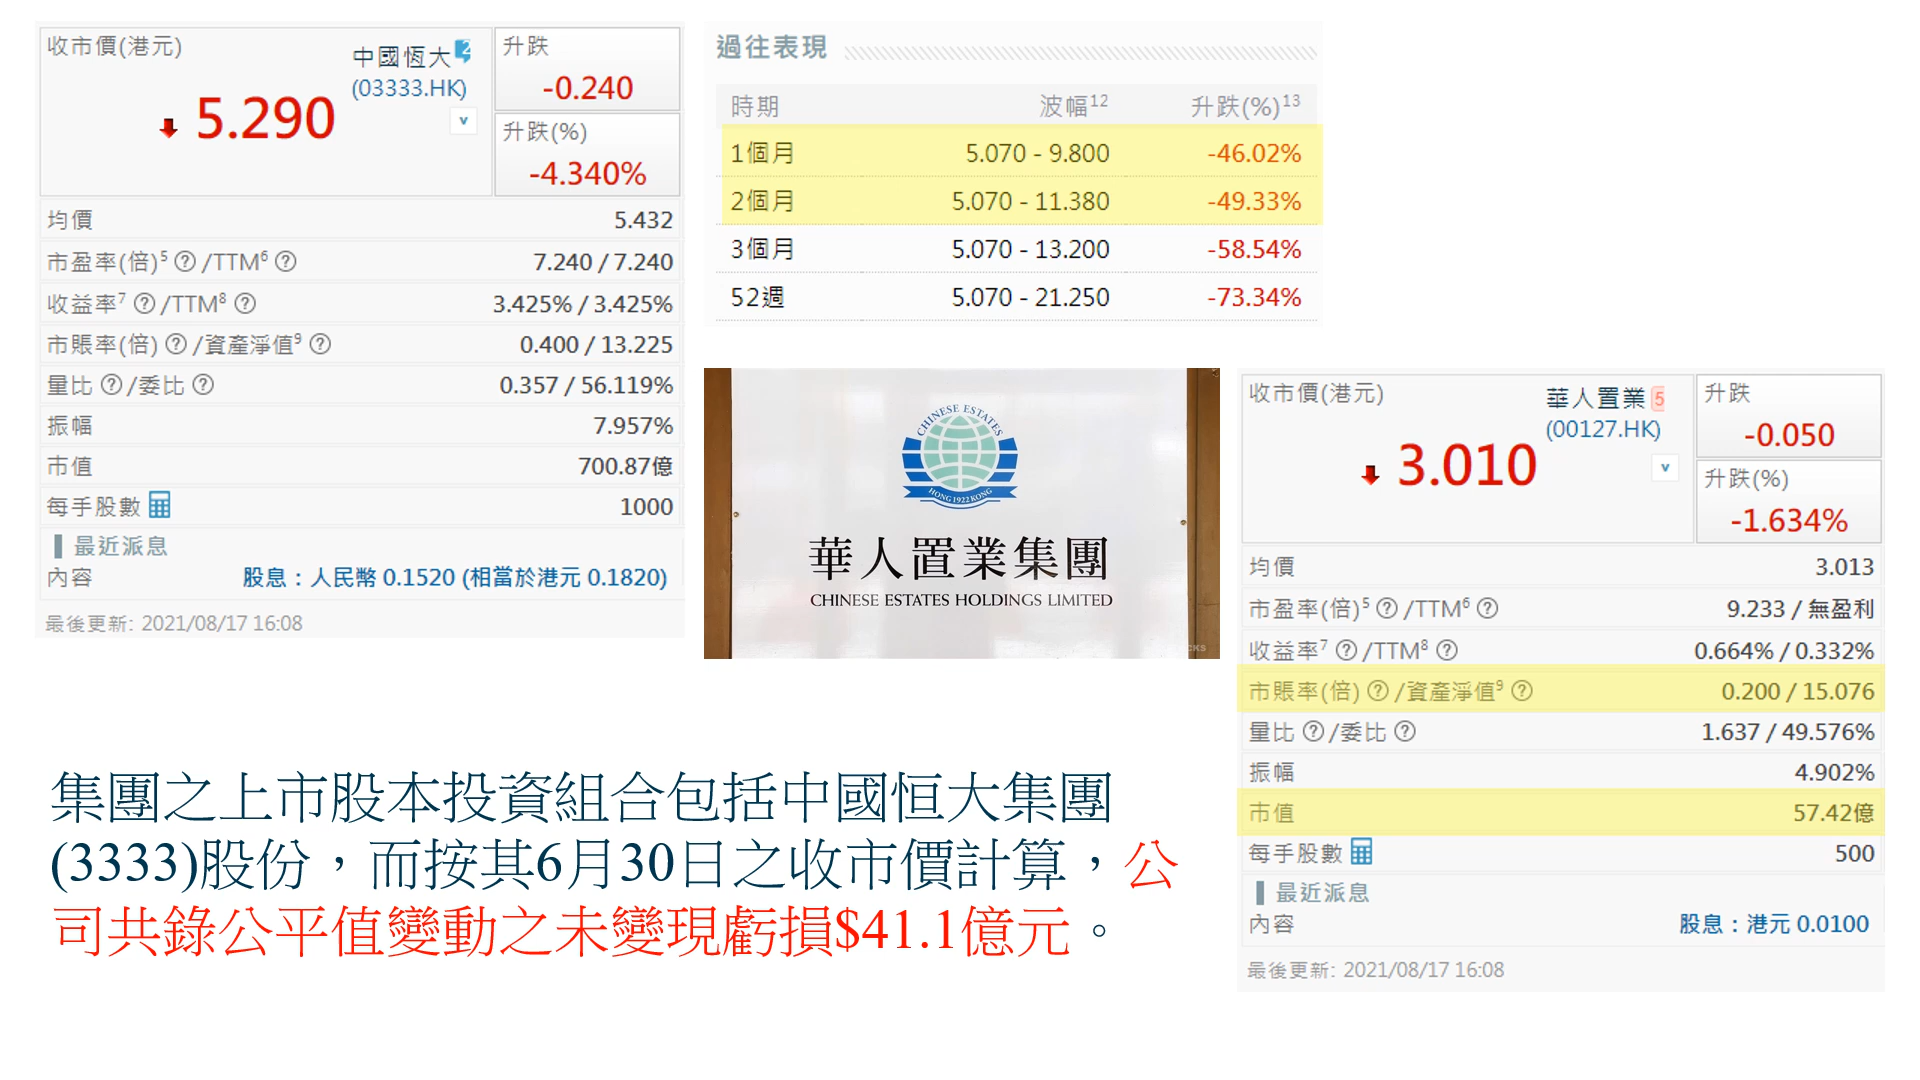 收市價(港元)
中國恆大
2
(03333.HK)
5.290
升跌
-0.240
升跌(%)
-4.340%
均價 5.432
市盈率(倍)5 ? /TTM6 ? 7.240 / 7.240
收益率7 ? /TTM8 ? 3.425% / 3.425%
市賬率(倍) ? /資產淨值9 ? 0.400 / 13.225
量比 ? /委比 ? 0.357 / 56.119%
振幅 7.957%
市值 700.87億
每手股數 1000
最近派息
內容 股息：人民幣 0.1520 (相當於港元 0.1820)
最後更新: 2021/08/17 16:08
過往表現
時期 波幅12 升跌(%)13
1個月 5.070 - 9.800 -46.02%
2個月 5.070 - 11.380 -49.33%
3個月 5.070 - 13.200 -58.54%
52週 5.070 - 21.250 -73.34%
CHINESE ESTATES
HONG 1922 KONG
華人置業集團
CHINESE ESTATES HOLDINGS LIMITED
收市價(港元)
華人置業 5
(00127.HK)
3.010
升跌
-0.050
升跌(%)
-1.634%
均價 3.013
市盈率(倍)5 ? /TTM6 ? 9.233 / 無盈利
收益率7 ? /TTM8 ? 0.664% / 0.332%
市賬率(倍) ? /資產淨值9 ? 0.200 / 15.076
量比 ? /委比 ? 1.637 / 49.576%
振幅 4.902%
市值 57.42億
每手股數 500
最近派息
內容 股息：港元 0.0100
最後更新: 2021/08/17 16:08
集團之上市股本投資組合包括中國恒大集團
(3333)股份，而按其6月30日之收市價計算，公
司共錄公平值變動之未變現虧損$41.1億元。